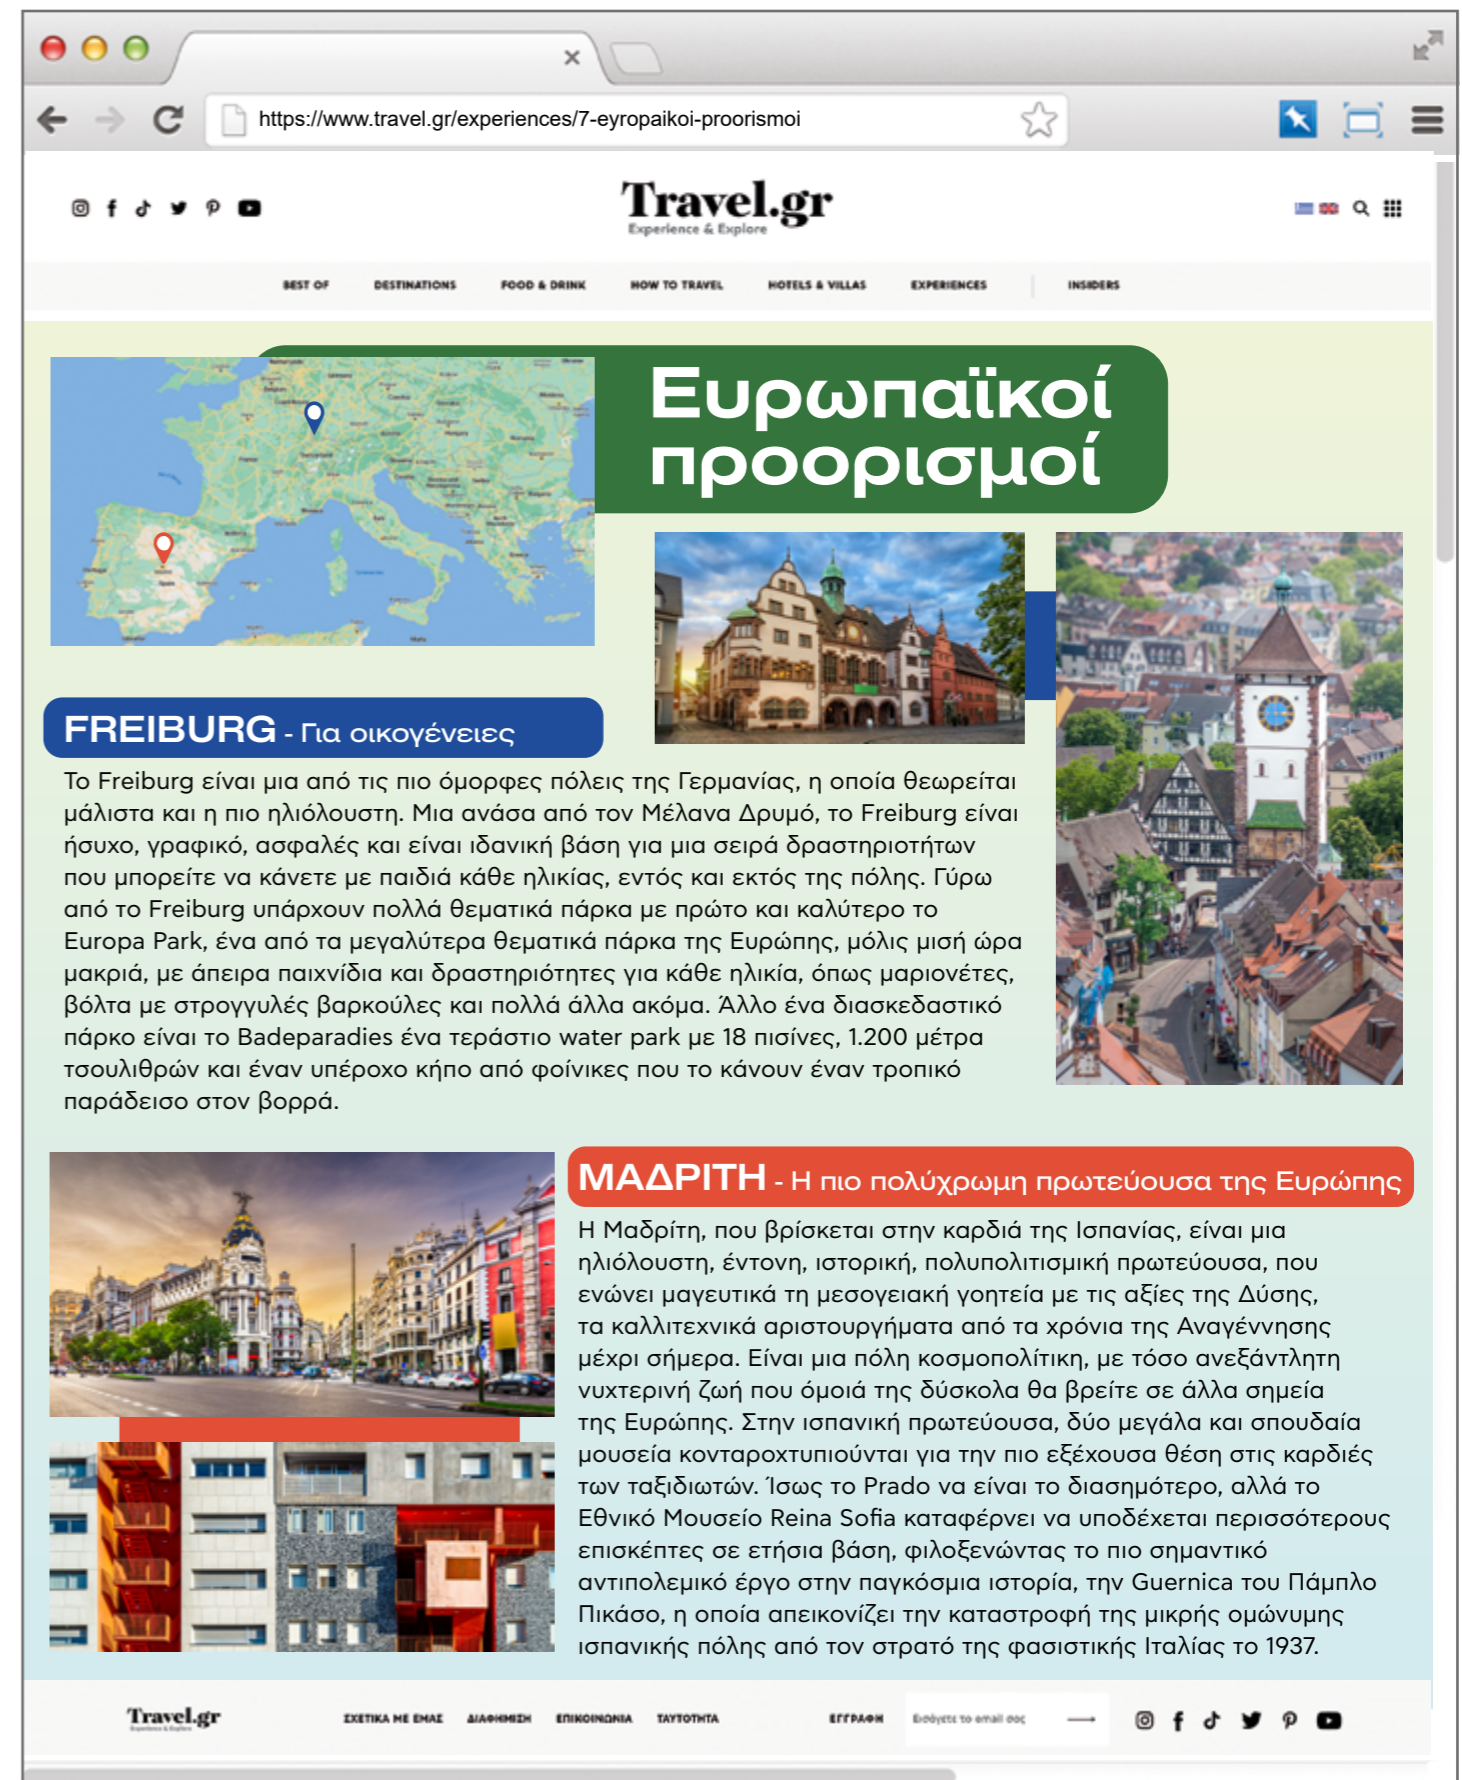 https://www.travel.gr/experiences/7-eyropaikoi-proorismoi
Travel.gr
Experience & Explore
BEST OF DESTINATIONS FOOD & DRINK HOW TO TRAVEL HOTELS & VILLAS EXPERIENCES INSIDERS
Ευρωπαϊκοί
προορισμοί
FREIBURG - Για οικογένειες
Το Freiburg είναι μια από τις πιο όμορφες πόλεις της Γερμανίας, η οποία θεωρείται
μάλιστα και η πιο ηλιόλουστη. Μια ανάσα από τον Μέλανα Δρυμό, το Freiburg είναι
ήσυχο, γραφικό, ασφαλές και είναι ιδανική βάση για μια σειρά δραστηριοτήτων
που μπορείτε να κάνετε με παιδιά κάθε ηλικίας, εντός και εκτός της πόλης. Γύρω
από το Freiburg υπάρχουν πολλά θεματικά πάρκα με πρώτο και καλύτερο το
Europa Park, ένα από τα μεγαλύτερα θεματικά πάρκα της Ευρώπης, μόλις μισή ώρα
μακριά, με άπειρα παιχνίδια και δραστηριότητες για κάθε ηλικία, όπως μαριονέτες,
βόλτα με στρογγυλές βαρκούλες και πολλά άλλα ακόμα. Άλλο ένα διασκεδαστικό
πάρκο είναι το Badeparadies ένα τεράστιο water park με 18 πισίνες, 1.200 μέτρα
τσουλιθρών και έναν υπέροχο κήπο από φοίνικες που το κάνουν έναν τροπικό
παράδεισο στον βορρά.
ΜΑΔΡΙΤΗ - Η πιο πολύχρωμη πρωτεύουσα της Ευρώπης
Η Μαδρίτη, που βρίσκεται στην καρδιά της Ισπανίας, είναι μια
ηλιόλουστη, έντονη, ιστορική, πολυπολιτισμική πρωτεύουσα, που
ενώνει μαγευτικά τη μεσογειακή γοητεία με τις αξίες της Δύσης,
τα καλλιτεχνικά αριστουργήματα από τα χρόνια της Αναγέννησης
μέχρι σήμερα. Είναι μια πόλη κοσμοπολίτικη, με τόσο ανεξάντλητη
νυχτερινή ζωή που όμοιά της δύσκολα θα βρείτε σε άλλα σημεία
της Ευρώπης. Στην ισπανική πρωτεύουσα, δύο μεγάλα και σπουδαία
μουσεία κονταροχτυπιούνται για την πιο εξέχουσα θέση στις καρδιές
των ταξιδιωτών. Ίσως το Prado να είναι το διασημότερο, αλλά το
Εθνικό Μουσείο Reina Sofia καταφέρνει να υποδέχεται περισσότερους
επισκέπτες σε ετήσια βάση, φιλοξενώντας το πιο σημαντικό
αντιπολεμικό έργο στην παγκόσμια ιστορία, την Guernica του Πάμπλο
Πικάσο, η οποία απεικονίζει την καταστροφή της μικρής ομώνυμης
ισπανικής πόλης από τον στρατό της φασιστικής Ιταλίας το 1937.
Travel.gr
Experience & Explore
ΣΧΕΤΙΚΑ ΜΕ ΕΜΑΣ ΔΙΑΦΗΜΙΣΗ ΕΠΙΚΟΙΝΩΝΙΑ ΤΑΥΤΟΤΗΤΑ ΕΓΓΡΑΦΗ Εισάγετε το email σας